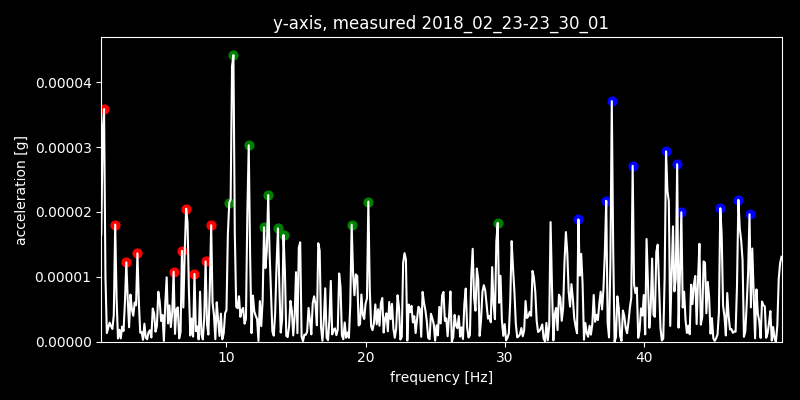 y-axis, measured 2018_02_23-23_30_01
0.00004
0.00003
0.00002
0.00001
0.00000
acceleration [g]
10 20 30 40
frequency [Hz]